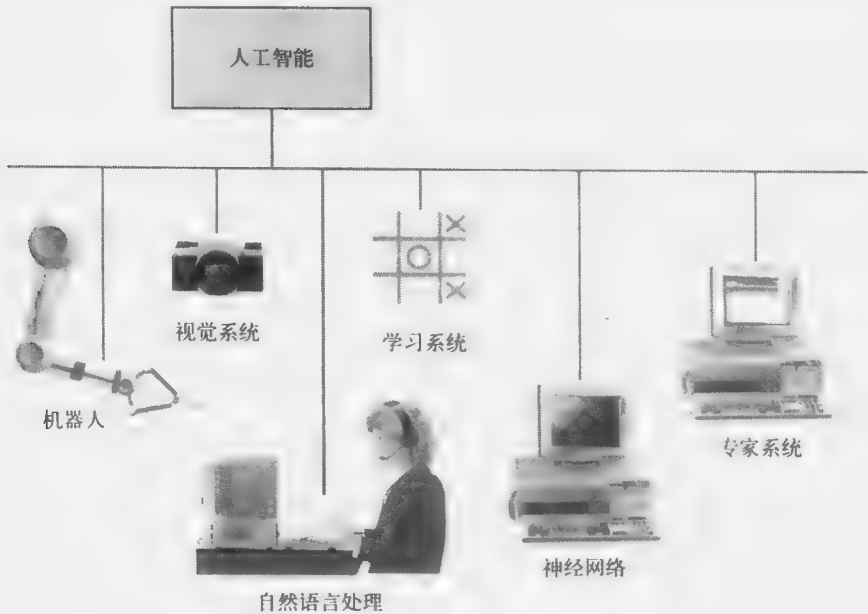 人工智能
视觉系统
学习系统
机器人
专家系统
神经网络
自然语言处理